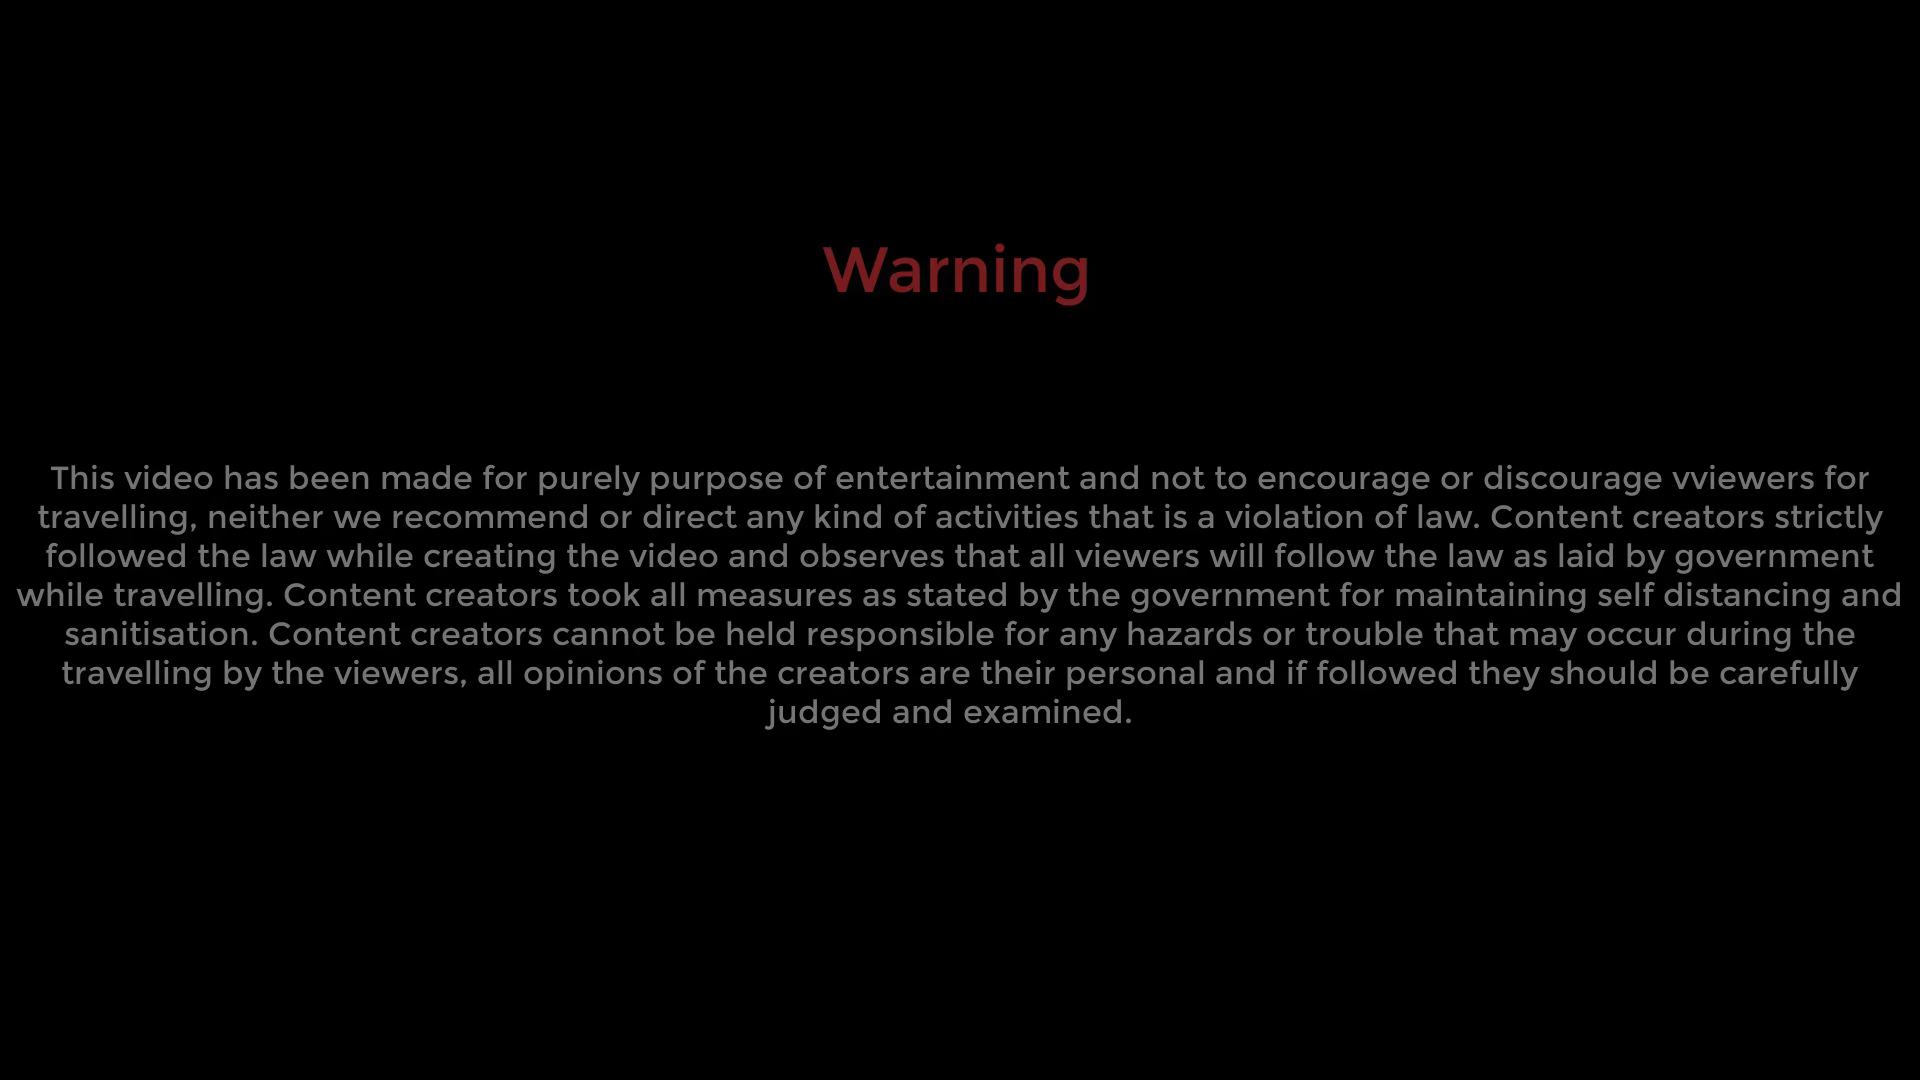 Warning
This video has been made for purely purpose of entertainment and not to encourage or discourage vviewers for
travelling, neither we recommend or direct any kind of activities that is a violation of law. Content creators strictly
followed the law while creating the video and observes that all viewers will follow the law as laid by government
while travelling. Content creators took all measures as stated by the government for maintaining self distancing and
sanitisation. Content creators cannot be held responsible for any hazards or trouble that may occur during the
travelling by the viewers, all opinions of the creators are their personal and if followed they should be carefully
judged and examined.